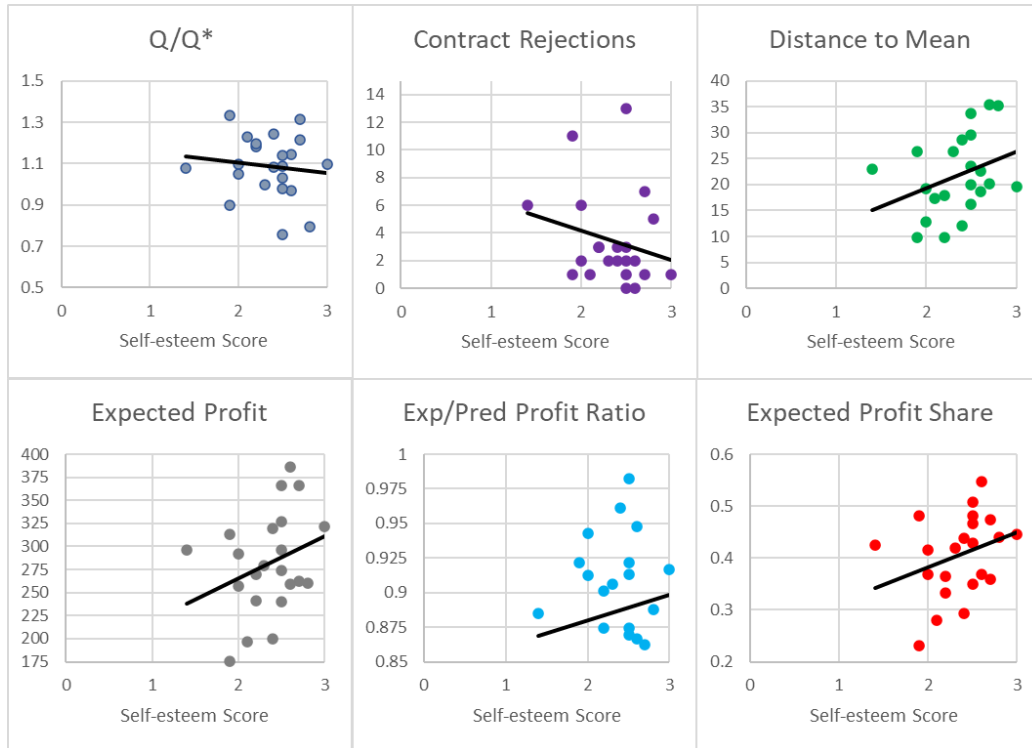 Q/Q*
1.5
1.3
1.1
0.9
0.7
0.5
0 1 2 3
Self-esteem Score
Contract Rejections
14
12
10
8
6
4
2
0
0 1 2 3
Self-esteem Score
Distance to Mean
40
35
30
25
20
15
10
5
0
0 1 2 3
Self-esteem Score
Expected Profit
400
375
350
325
300
275
250
225
200
175
0 1 2 3
Self-esteem Score
Exp/Pred Profit Ratio
1
0.975
0.95
0.925
0.9
0.875
0.85
0 1 2 3
Self-esteem Score
Expected Profit Share
0.6
0.5
0.4
0.3
0.2
0 1 2 3
Self-esteem Score